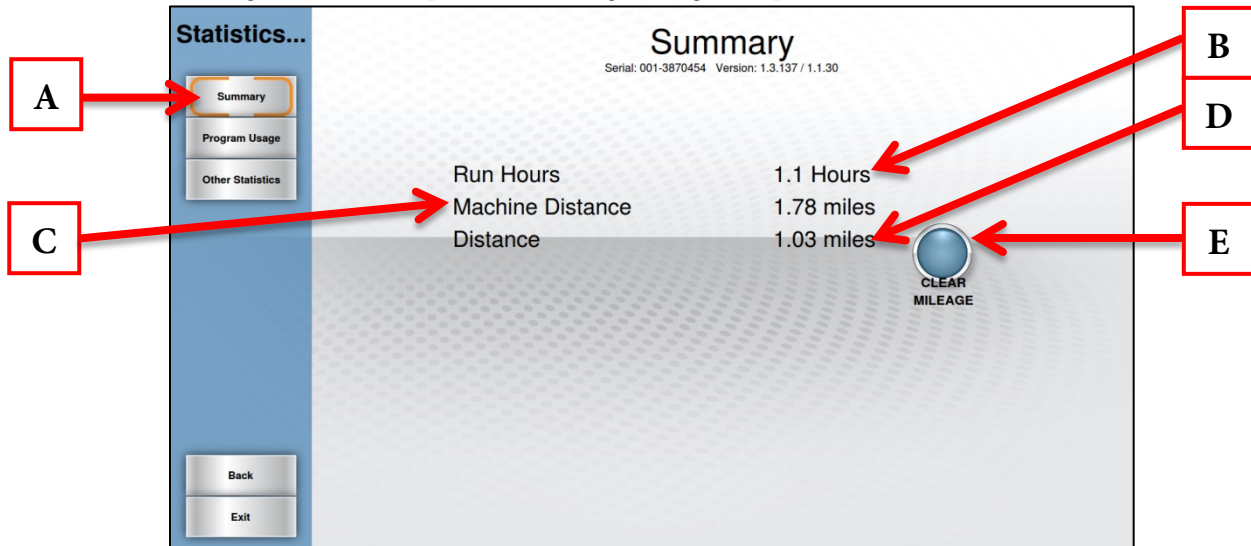 Statistics...
Summary
Serial: 001-3870454 Version: 1.3.137 / 1.1.30
A
B
Summary
D
Program Usage
Run Hours 1.1 Hours
Other Statistics
Machine Distance 1.78 miles
C
Distance 1.03 miles
E
CLEAR
MILEAGE
Back
Exit